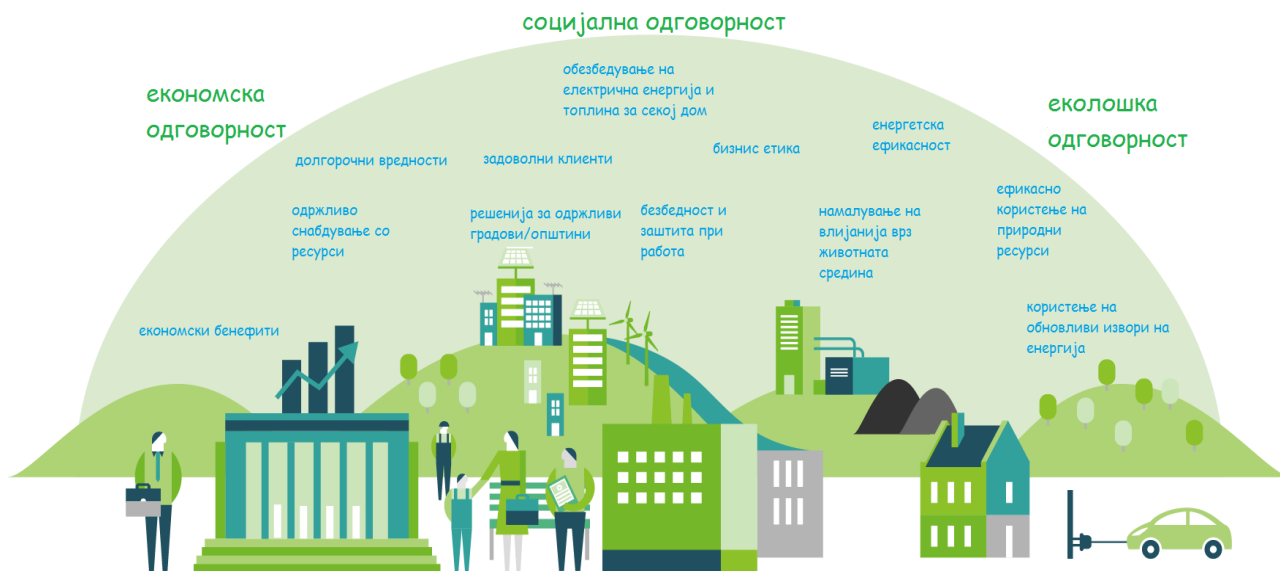 социјална одговорност
економска
одговорност
еколошка
одговорност
обезбедување на
електрична енергија и
топлина за секој дом
енергетска
ефикасност
бизнис етика
долгорочни вредности
задоволни клиенти
ефикасно
користење на
природни
ресурси
одржливо
снабдување со
ресурси
решенија за одржливи
градови/општини
безбедност и
заштита при
работа
намалување на
влијанија врз
животната
средина
користење на
обновливи извори на
енергија
економски бенефити